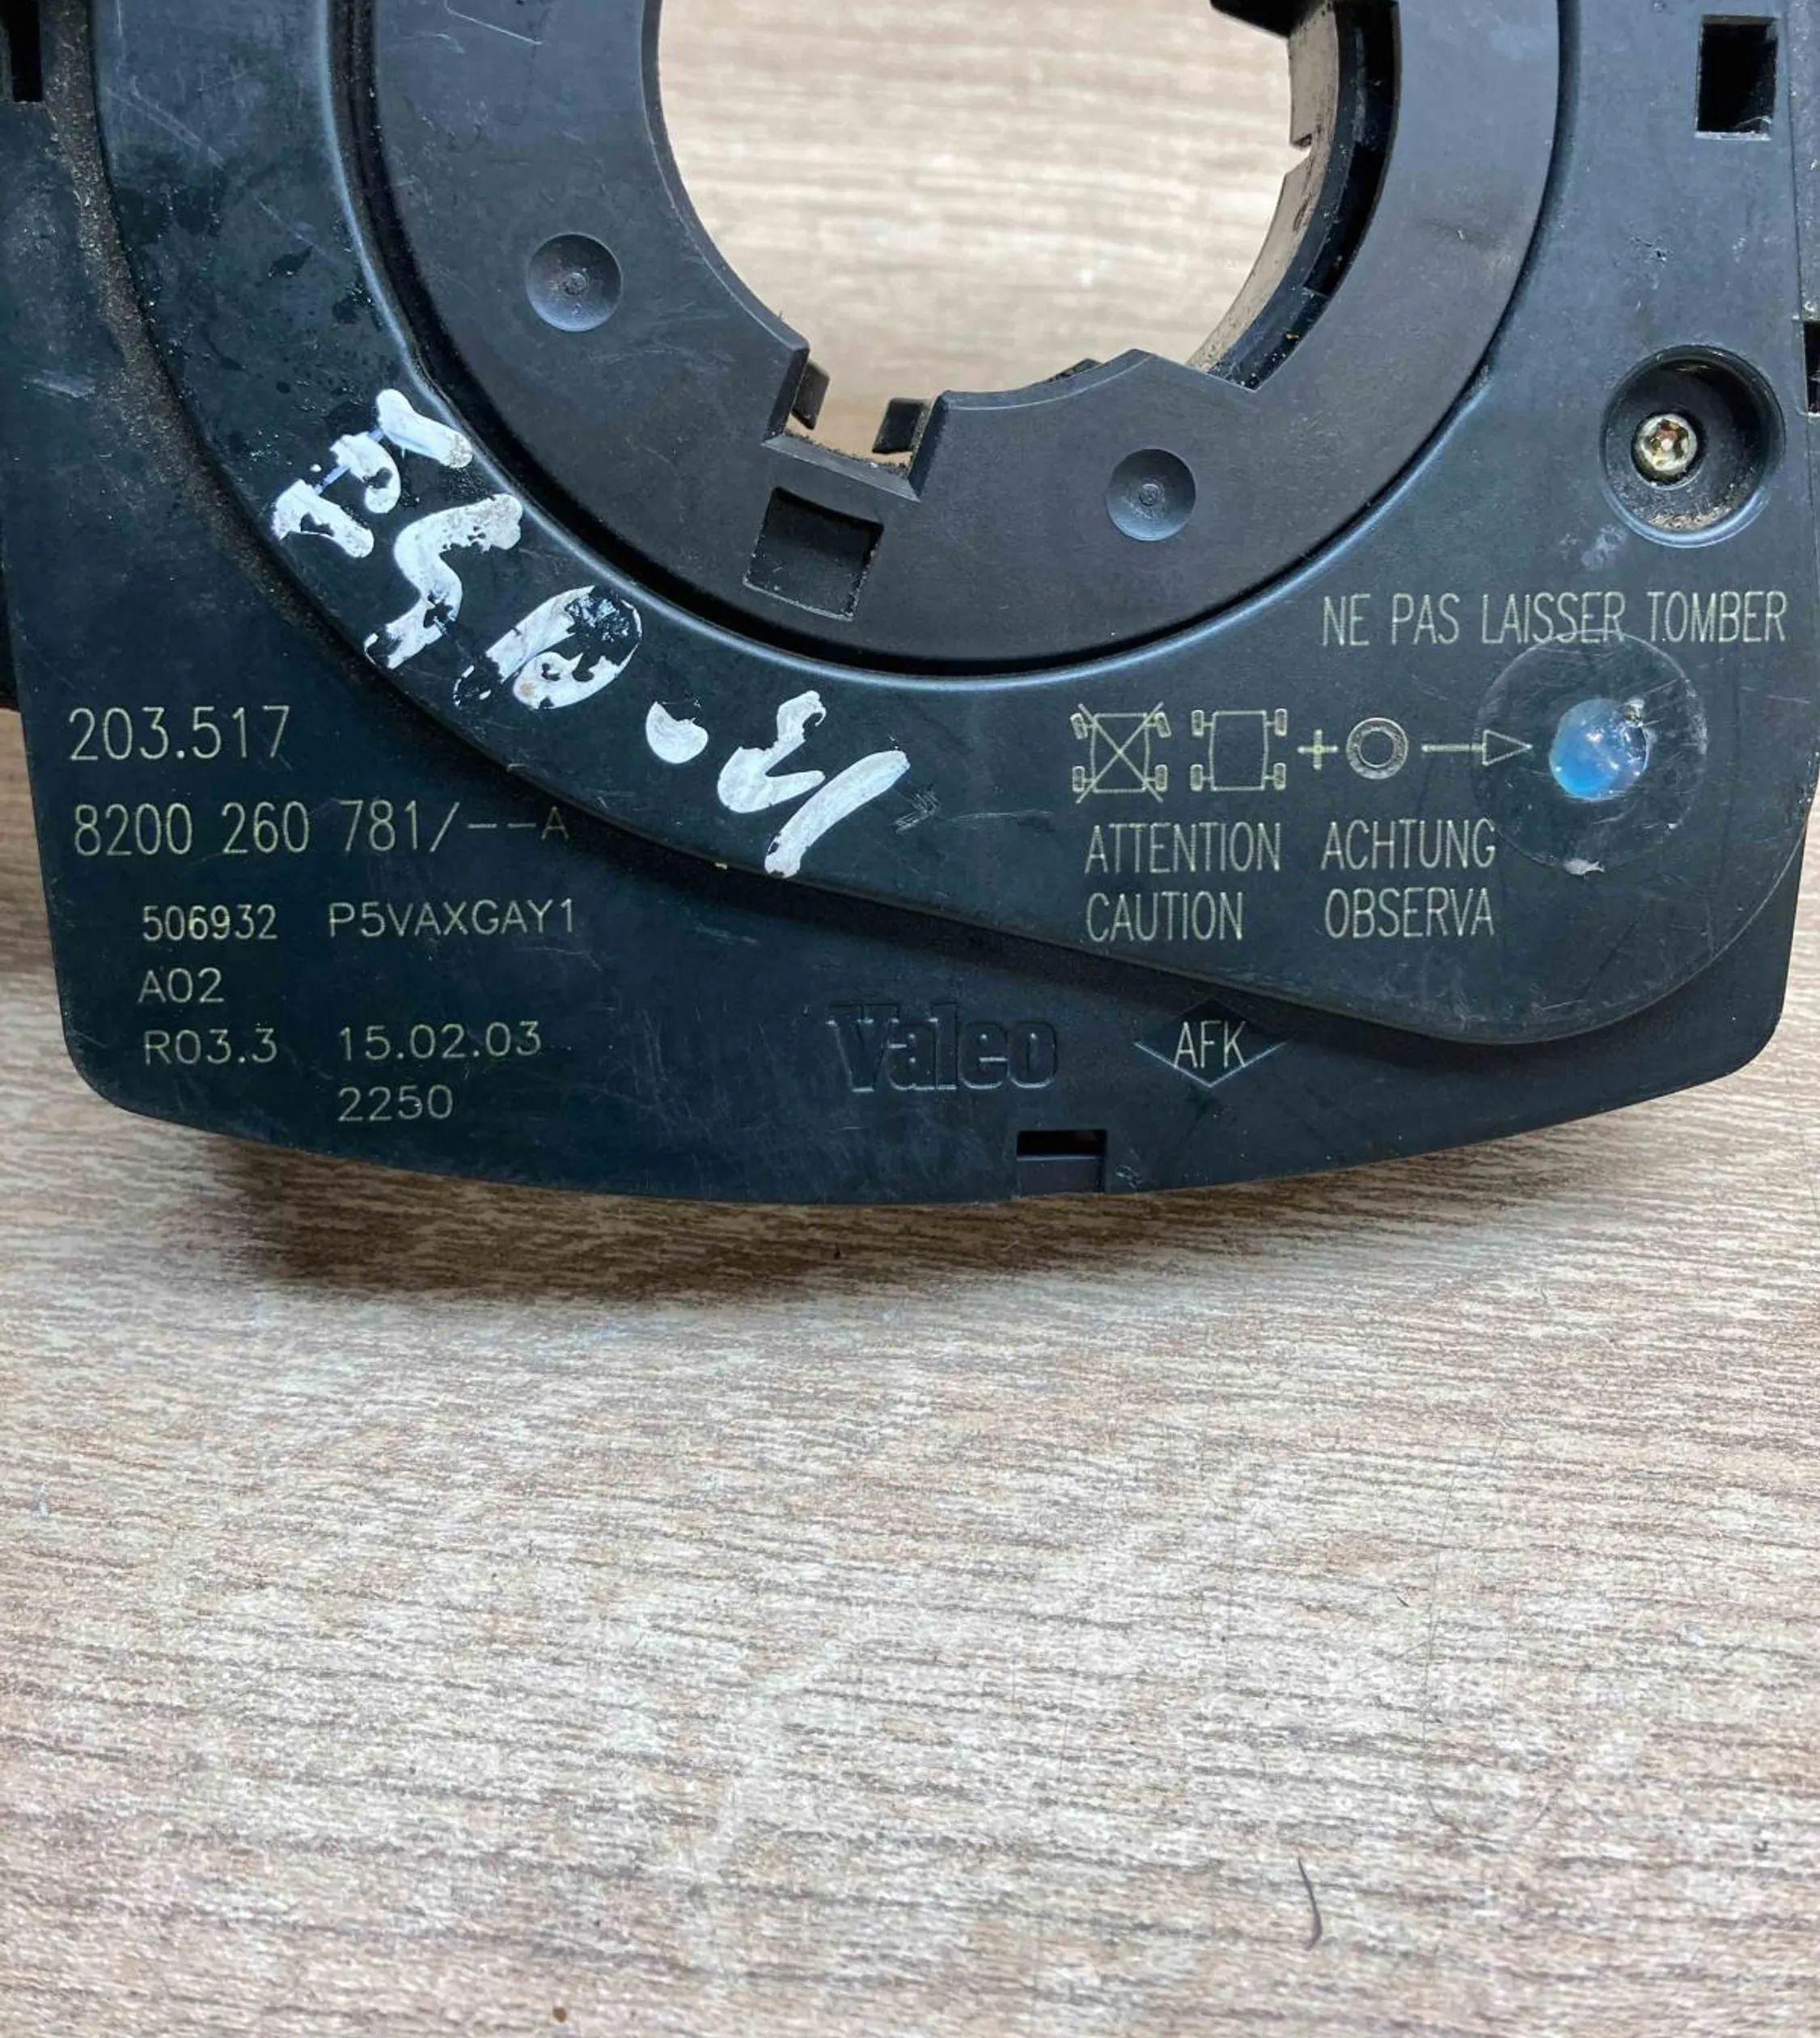 NE PAS LAISSER TOMBER
203.517
8200 260 781/--A
ATTENTION ACHTUNG
CAUTION OBSERVA
506932 P5VAXGAY1
A02
R03.3 15.02.03
2250
Valeo
AFK